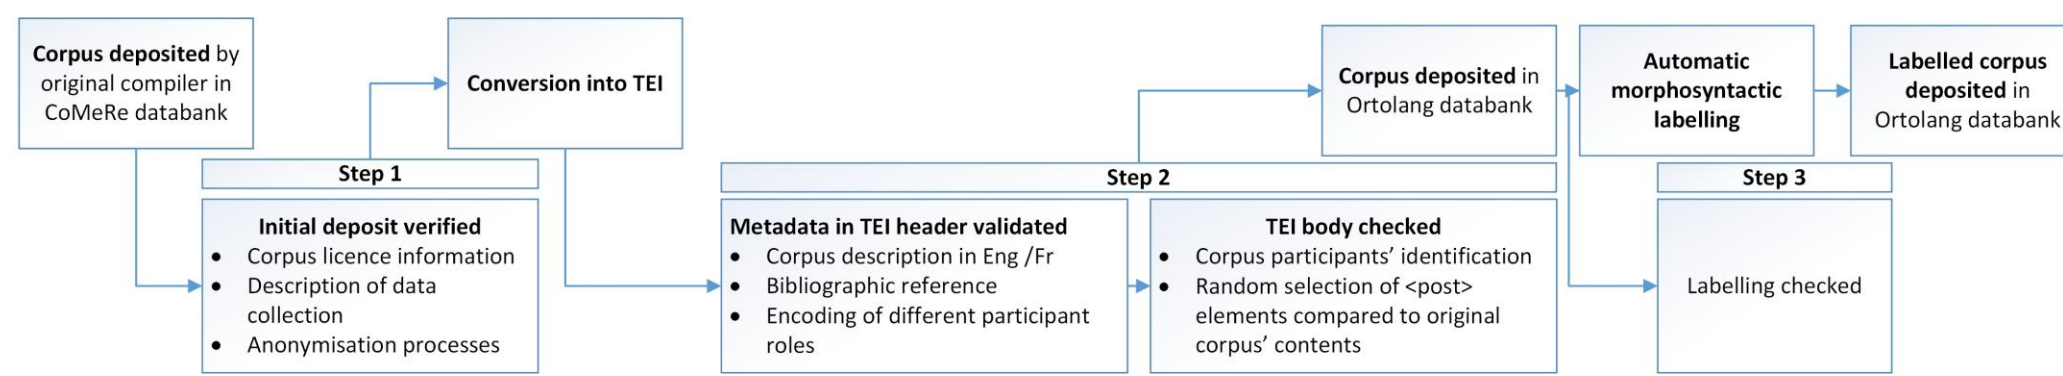 Corpus deposited by
original compiler in
CoMeRe databank
Step 1
Initial deposit verified
• Corpus licence information
• Description of data
collection
• Anonymisation processes
Conversion into TEI
Step 2
Metadata in TEI header validated
• Corpus description in Eng /Fr
• Bibliographic reference
• Encoding of different participant
roles
TEI body checked
• Corpus participants’ identification
• Random selection of <post>
elements compared to original
corpus’ contents
Corpus deposited in
Ortolang databank
Automatic
morphosyntactic
labelling
Step 3
Labelling checked
Labelled corpus
deposited in
Ortolang databank